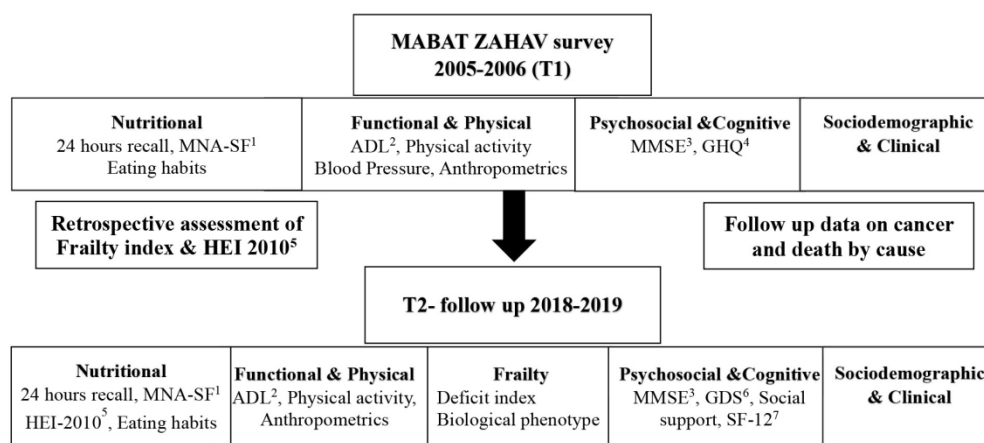 MABAT ZAHAV survey
2005-2006 (T1)
Nutritional
24 hours recall, MNA-SF¹
Eating habits
Functional & Physical
ADL², Physical activity
Blood Pressure, Anthropometrics
Psychosocial &Cognitive
MMSE³, GHQ⁴
Sociodemographic
& Clinical
Retrospective assessment of
Frailty index & HEI 2010⁵
Follow up data on cancer
and death by cause
T2- follow up 2018-2019
Nutritional
24 hours recall, MNA-SF¹
HEI-2010⁵, Eating habits
Functional & Physical
ADL², Physical activity,
Anthropometrics
Frailty
Deficit index
Biological phenotype
Psychosocial &Cognitive
MMSE³, GDS⁶, Social
support, SF-12⁷
Sociodemographic
& Clinical